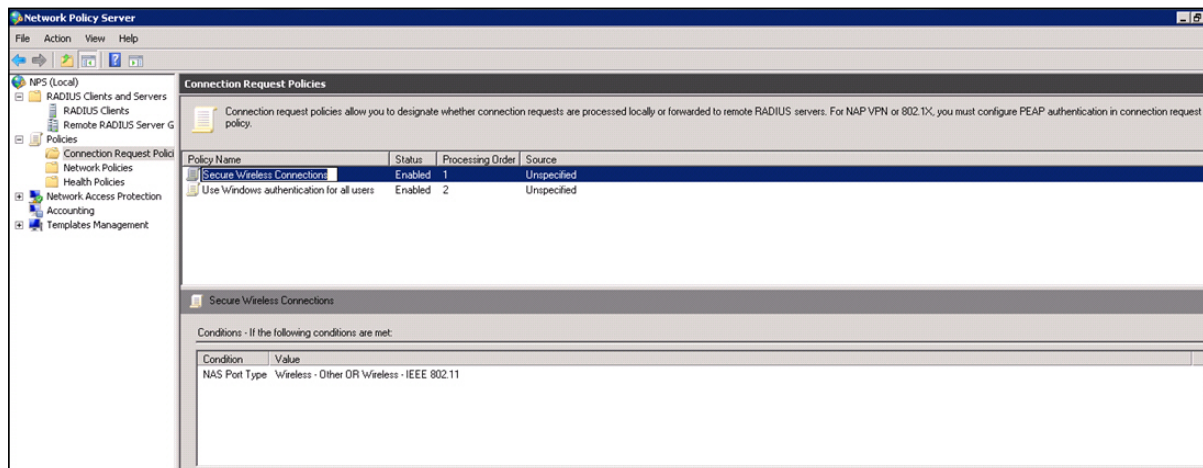 Network Policy Server
File Action View Help
NPS (Local)
RADIUS Clients and Servers
RADIUS Clients
Remote RADIUS Server G
Policies
Connection Request Polici
Network Policies
Health Policies
Network Access Protection
Accounting
Templates Management
Connection Request Policies
Connection request policies allow you to designate whether connection requests are processed locally or forwarded to remote RADIUS servers. For NAP VPN or 802.1X, you must configure PEAP authentication in connection request
policy.
Policy Name Status Processing Order Source
Secure Wireless Connections Enabled 1 Unspecified
Use Windows authentication for all users Enabled 2 Unspecified
Secure Wireless Connections
Conditions - If the following conditions are met:
Condition Value
NAS Port Type Wireless - Other OR Wireless - IEEE 802.11